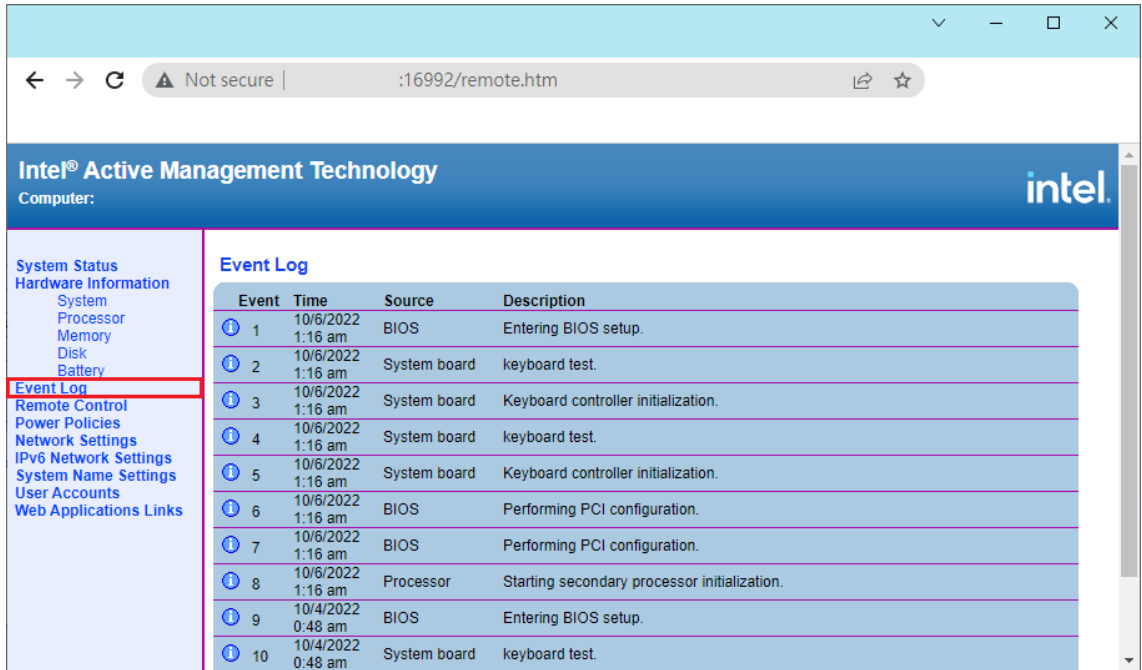 Not secure | :16992/remote.htm
Intel® Active Management Technology
Computer:
intel.
System Status
Hardware Information
System
Processor
Memory
Disk
Battery
Event Log
Remote Control
Power Policies
Network Settings
IPv6 Network Settings
System Name Settings
User Accounts
Web Applications Links
Event Log
Event Time Source Description
1 10/6/2022 1:16 am BIOS Entering BIOS setup.
2 10/6/2022 1:16 am System board keyboard test.
3 10/6/2022 1:16 am System board Keyboard controller initialization.
4 10/6/2022 1:16 am System board keyboard test.
5 10/6/2022 1:16 am System board Keyboard controller initialization.
6 10/6/2022 1:16 am BIOS Performing PCI configuration.
7 10/6/2022 1:16 am BIOS Performing PCI configuration.
8 10/6/2022 1:16 am Processor Starting secondary processor initialization.
9 10/4/2022 0:48 am BIOS Entering BIOS setup.
10 10/4/2022 0:48 am System board keyboard test.